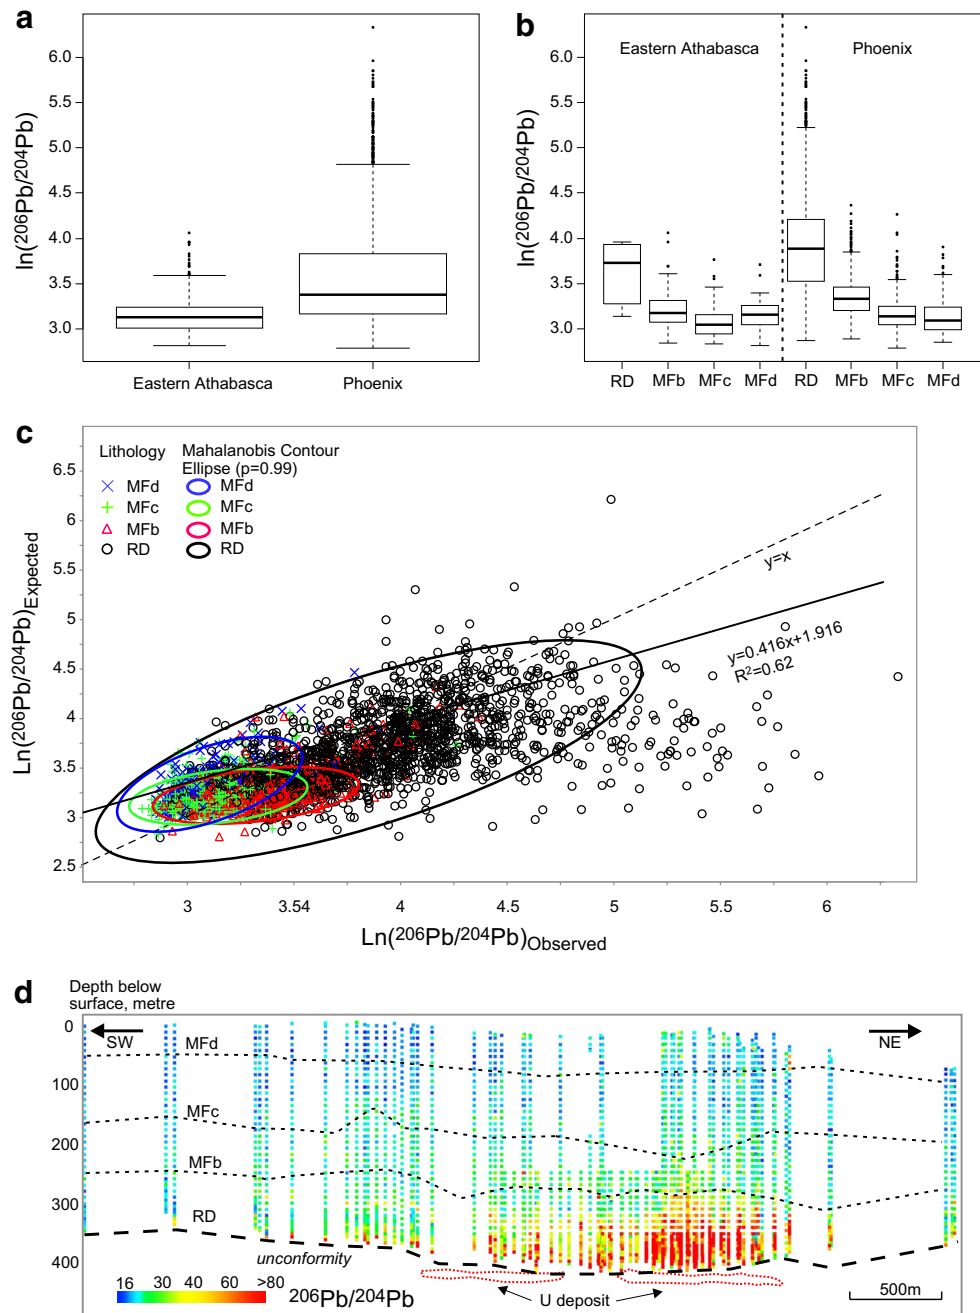 a
ln(206Pb/204Pb)
6.0
5.5
5.0
4.5
4.0
3.5
3.0
Eastern Athabasca
Phoenix
b
ln(206Pb/204Pb)
6.0
5.5
5.0
4.5
4.0
3.5
3.0
Eastern Athabasca
Phoenix
RD MFb MFc MFd RD MFb MFc MFd
c
Lithology
Mahalanobis Contour
Ellipse (p=0.99)
MFd MFd
MFc MFc
MFb MFb
RD RD
y=x
y=0.416x+1.916
R2=0.62
Ln(206Pb/204Pb)Expected
6.5
6
5.5
5
4.5
4
3.5
3
2.5
3 3.54 4 4.5 5 5.5 6
Ln(206Pb/204Pb)Observed
d
Depth below
surface, metre
0
100
200
300
400
SW
NE
MFd
MFc
MFb
RD
unconformity
16 30 40 60 >80
206Pb/204Pb
U deposit
500m